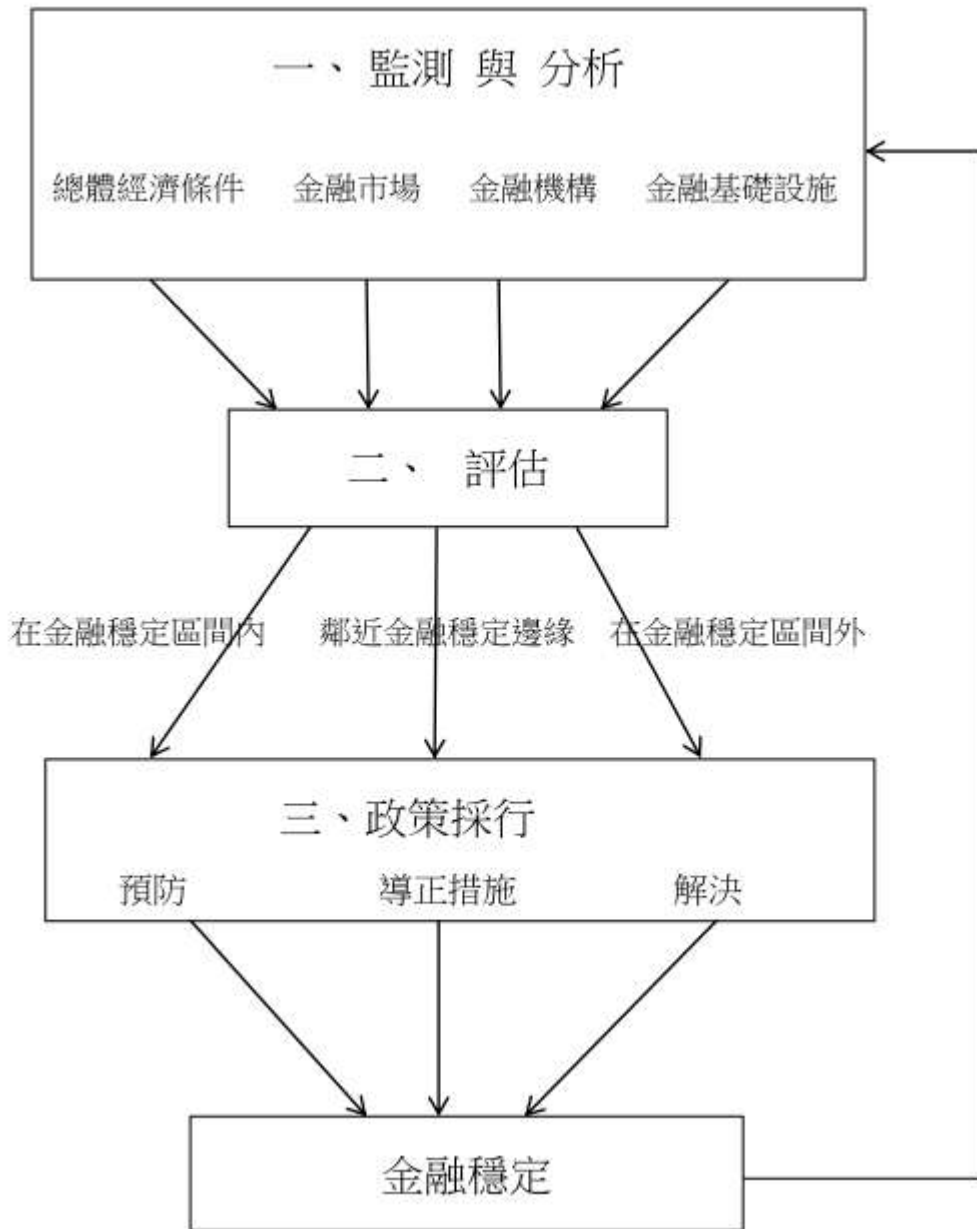 一、監測 與 分析
總體經濟條件 金融市場 金融機構 金融基礎設施
二、 評估
在金融穩定區間內 鄰近金融穩定邊緣 在金融穩定區間外
三、政策採行
預防 導正措施 解決
金融穩定